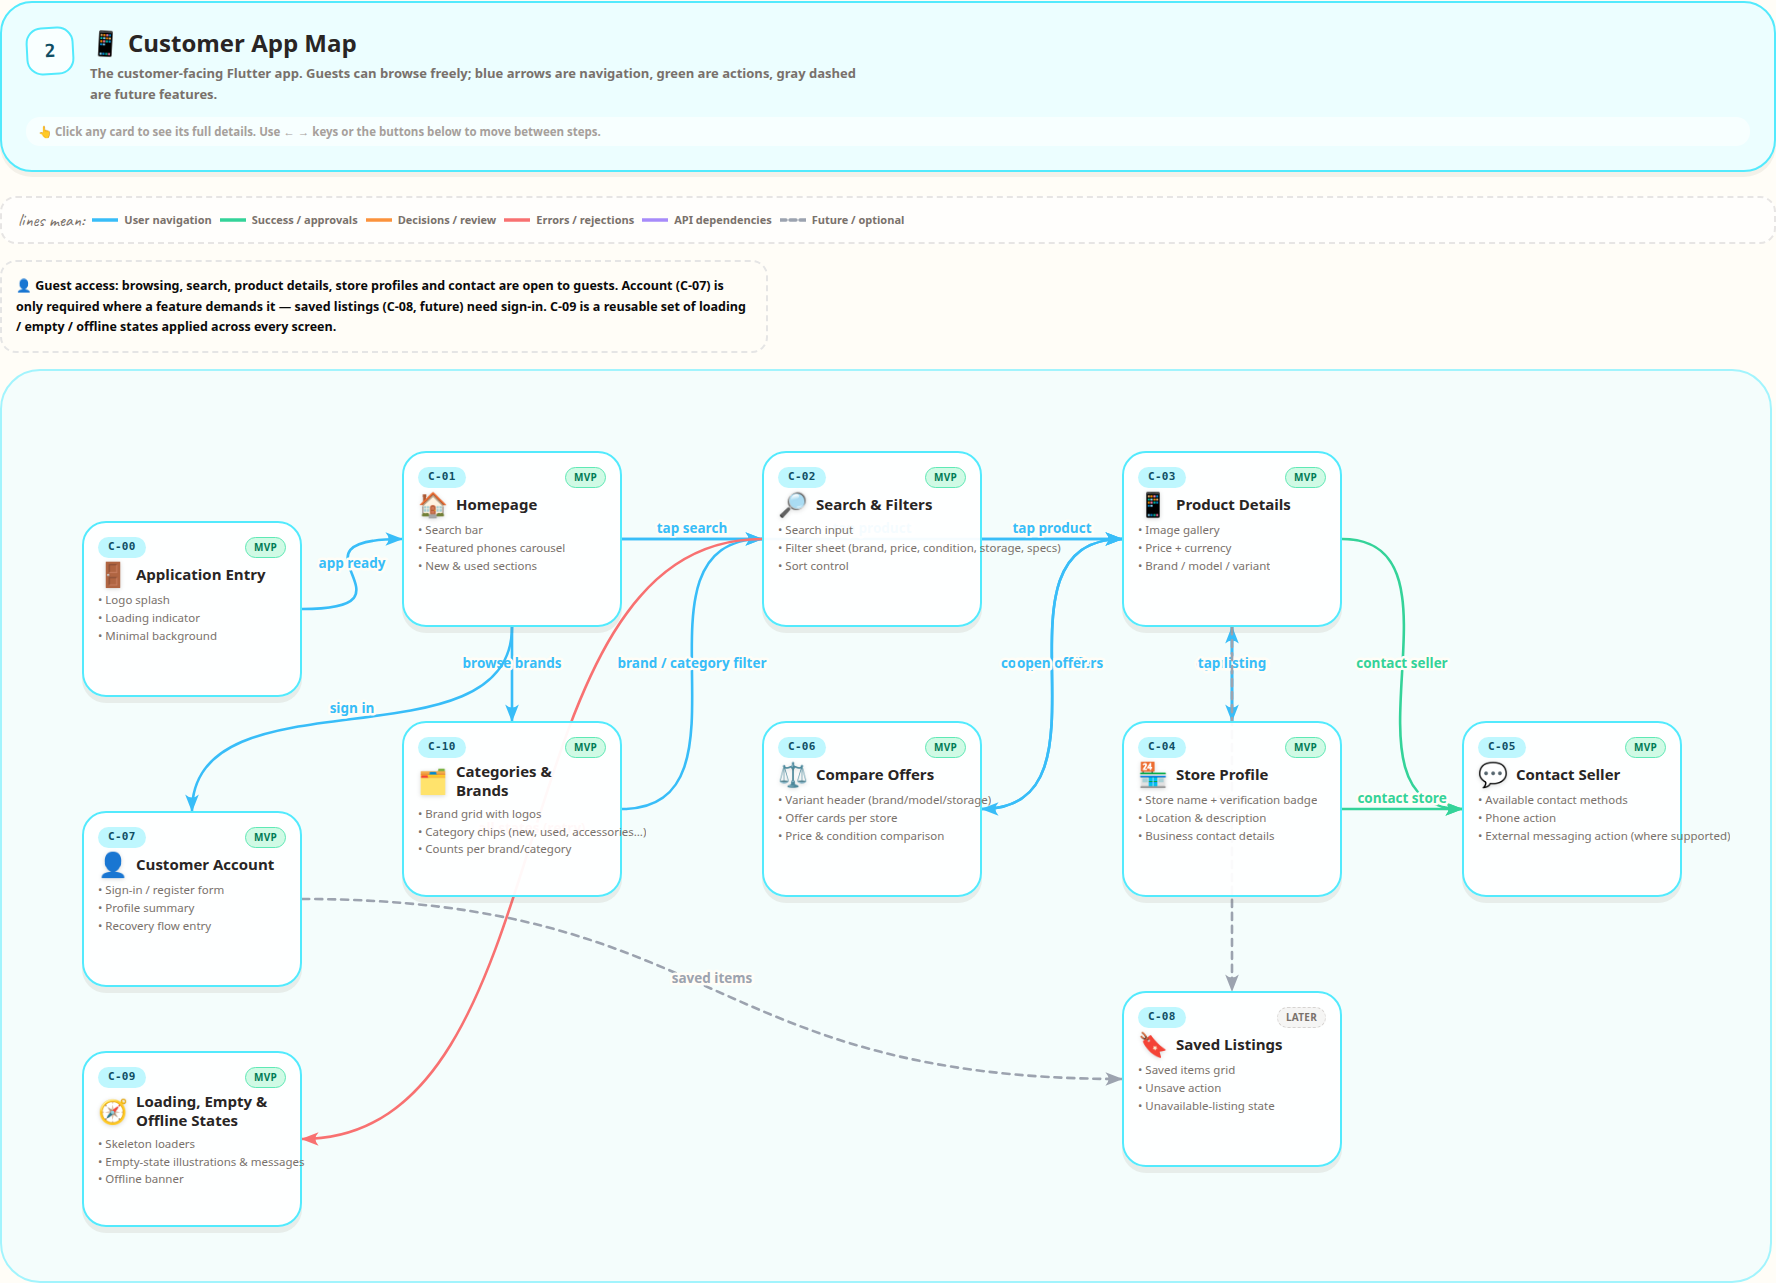 2
📱 Customer App Map
The customer-facing Flutter app. Guests can browse freely; blue arrows are navigation, green are actions, gray dashed
are future features.
👆 Click any card to see its full details. Use ← → keys or the buttons below to move between steps.
lines mean: User navigation Success / approvals Decisions / review Errors / rejections API dependencies Future / optional
👤 Guest access: browsing, search, product details, store profiles and contact are open to guests. Account (C-07) is
only required where a feature demands it — saved listings (C-08, future) need sign-in. C-09 is a reusable set of loading
/ empty / offline states applied across every screen.
C-00 MVP
Application Entry
• Logo splash
• Loading indicator
• Minimal background
app ready
C-01 MVP
Homepage
• Search bar
• Featured phones carousel
• New & used sections
tap search
C-02 MVP
Search & Filters
• Search input
• Filter sheet (brand, price, condition, storage, specs)
• Sort control
tap product
C-03 MVP
Product Details
• Image gallery
• Price + currency
• Brand / model / variant
browse brands
brand / category filter
open offer
tap listing
contact seller
sign in
C-10 MVP
Categories &
Brands
• Brand grid with logos
• Category chips (new, used, accessories…)
• Counts per brand/category
C-06 MVP
Compare Offers
• Variant header (brand/model/storage)
• Offer cards per store
• Price & condition comparison
C-04 MVP
Store Profile
• Store name + verification badge
• Location & description
• Business contact details
contact store
C-05 MVP
Contact Seller
• Available contact methods
• Phone action
• External messaging action (where supported)
C-07 MVP
Customer Account
• Sign-in / register form
• Profile summary
• Recovery flow entry
saved items
C-08 LATER
Saved Listings
• Saved items grid
• Unsave action
• Unavailable-listing state
C-09 MVP
Loading, Empty &
Offline States
• Skeleton loaders
• Empty-state illustrations & messages
• Offline banner